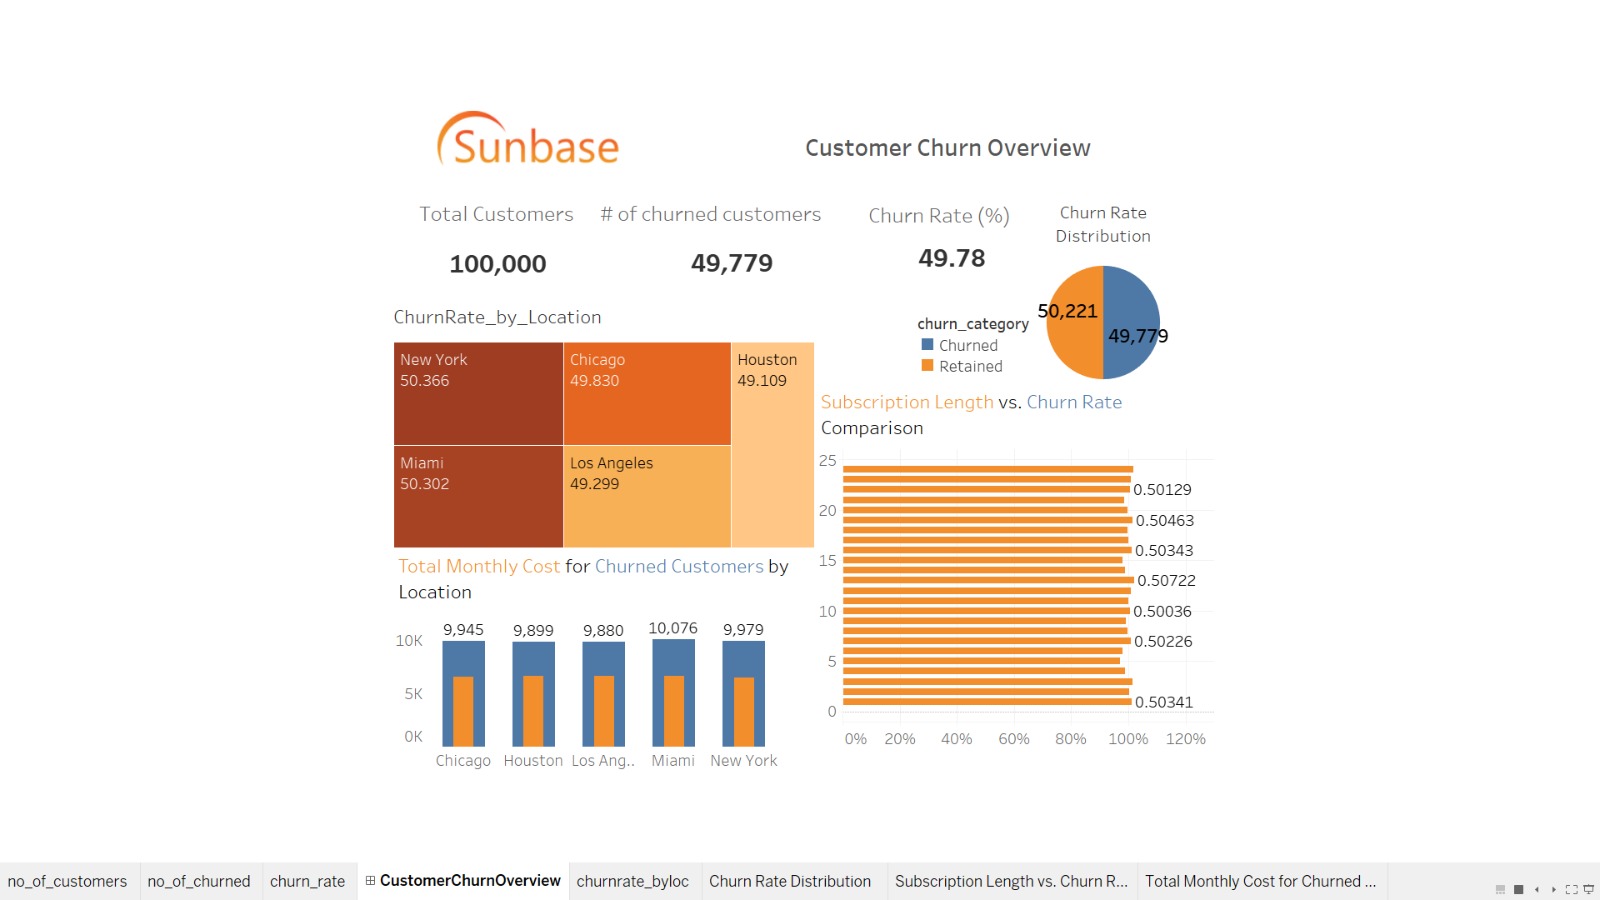 Sunbase
Customer Churn Overview
Total Customers
100,000
# of churned customers
49,779
Churn Rate (%)
49.78
Churn Rate
Distribution
50,221
49,779
churn_category
Churned
Retained
ChurnRate_by_Location
New York
50.366
Chicago
49.830
Houston
49.109
Miami
50.302
Los Angeles
49.299
Subscription Length vs. Churn Rate
Comparison
25
20
15
10
5
0
0.50129
0.50463
0.50343
0.50722
0.50036
0.50226
0.50341
0% 20% 40% 60% 80% 100% 120%
Total Monthly Cost for Churned Customers by
Location
10K
5K
0K
9,945 9,899 9,880 10,076 9,979
Chicago Houston Los Ang.. Miami New York
no_of_customers no_of_churned churn_rate CustomerChurnOverview churnrate_byloc Churn Rate Distribution Subscription Length vs. Churn R... Total Monthly Cost for Churned ...